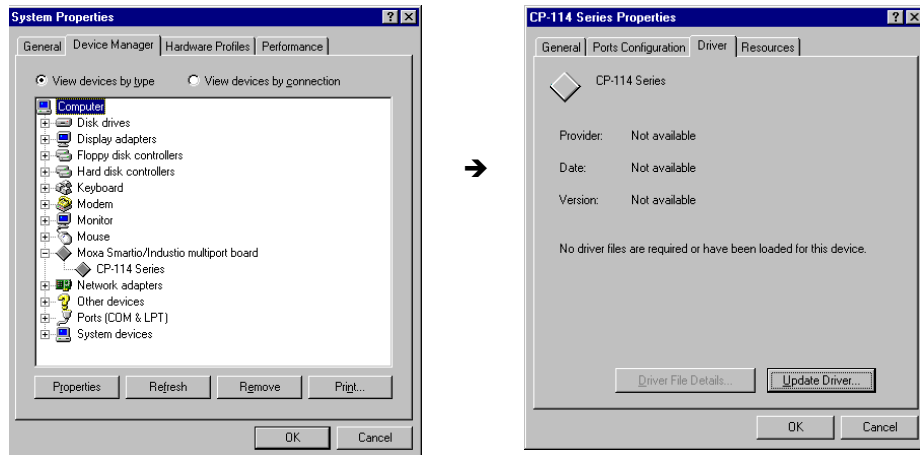 System Properties
General Device Manager Hardware Profiles Performance
View devices by type View devices by connection
Computer
Disk drives
Display adapters
Floppy disk controllers
Hard disk controllers
Keyboard
Modem
Monitor
Mouse
Moxa Smartio/Industio multiport board
CP-114 Series
Network adapters
Other devices
Ports (COM & LPT)
System devices
Properties Refresh Remove Print...
OK Cancel
➔
CP-114 Series Properties
General Ports Configuration Driver Resources
CP-114 Series
Provider: Not available
Date: Not available
Version: Not available
No driver files are required or have been loaded for this device.
Driver File Details... Update Driver...
OK Cancel